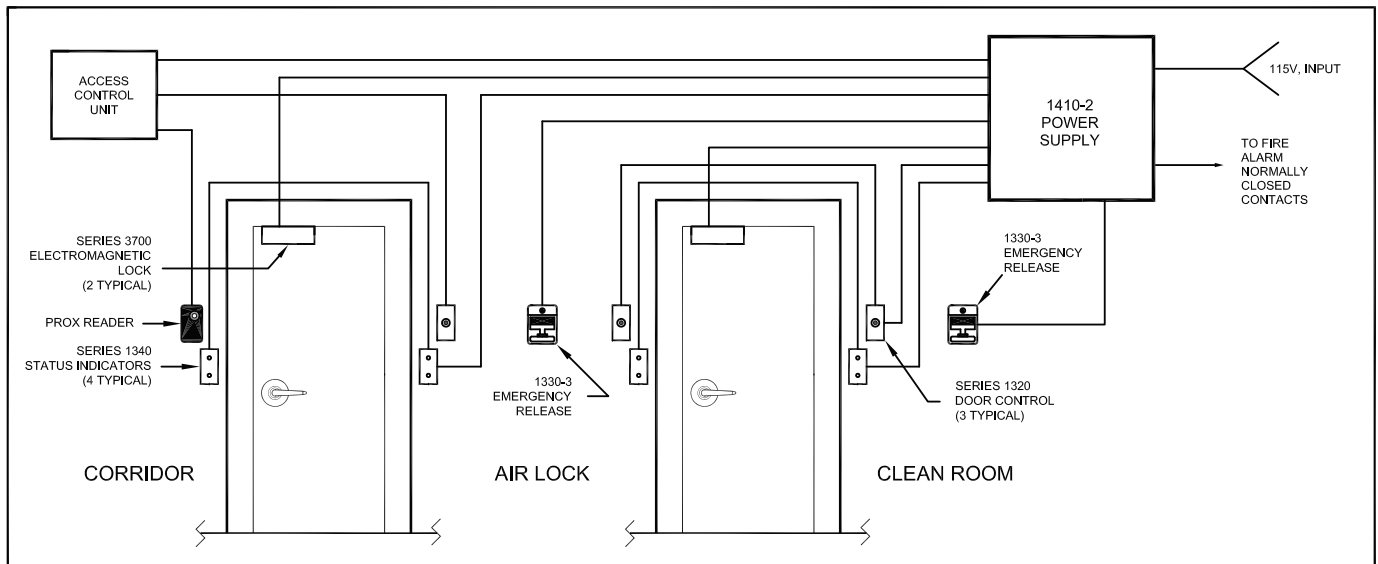 ACCESS
CONTROL
UNIT
1410-2
POWER
SUPPLY
115V, INPUT
TO FIRE
ALARM
NORMALLY
CLOSED
CONTACTS
SERIES 3700
ELECTROMAGNETIC
LOCK
(2 TYPICAL)
PROX READER
SERIES 1340
STATUS INDICATORS
(4 TYPICAL)
1330-3
EMERGENCY
RELEASE
1330-3
EMERGENCY
RELEASE
SERIES 1320
DOOR CONTROL
(3 TYPICAL)
CORRIDOR
AIR LOCK
CLEAN ROOM